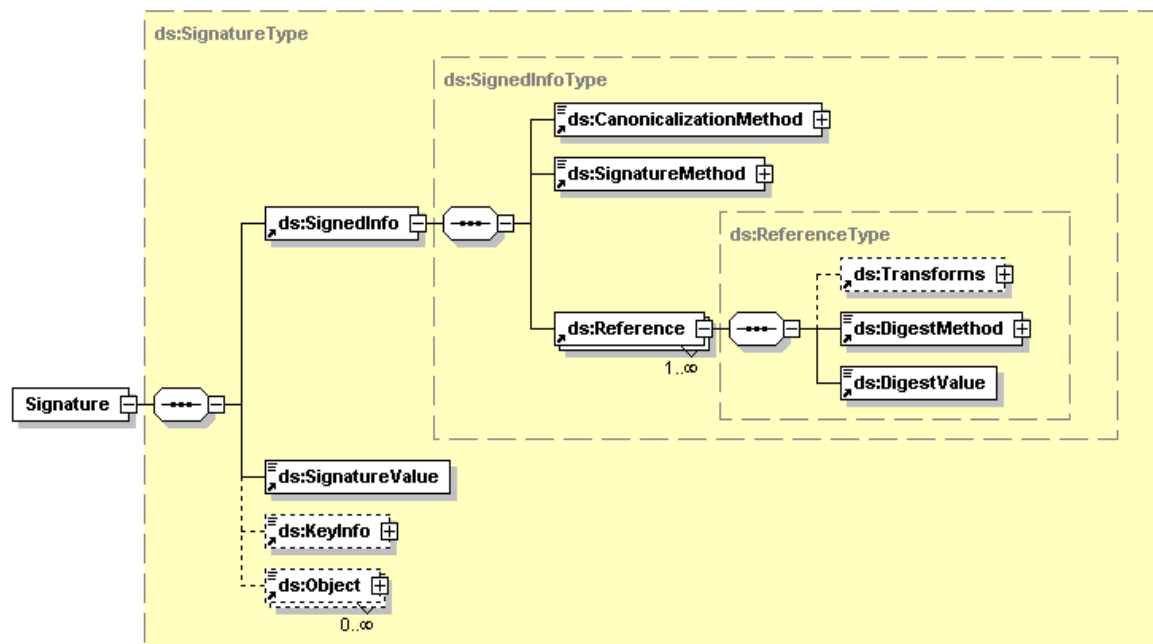 ds:SignatureType
ds:SignedInfoType
ds:CanonicalizationMethod
ds:SignatureMethod
ds:SignedInfo
ds:ReferenceType
ds:Transforms
ds:Reference
1..∞
ds:DigestMethod
ds:DigestValue
Signature
ds:SignatureValue
ds:KeyInfo
ds:Object
0..∞